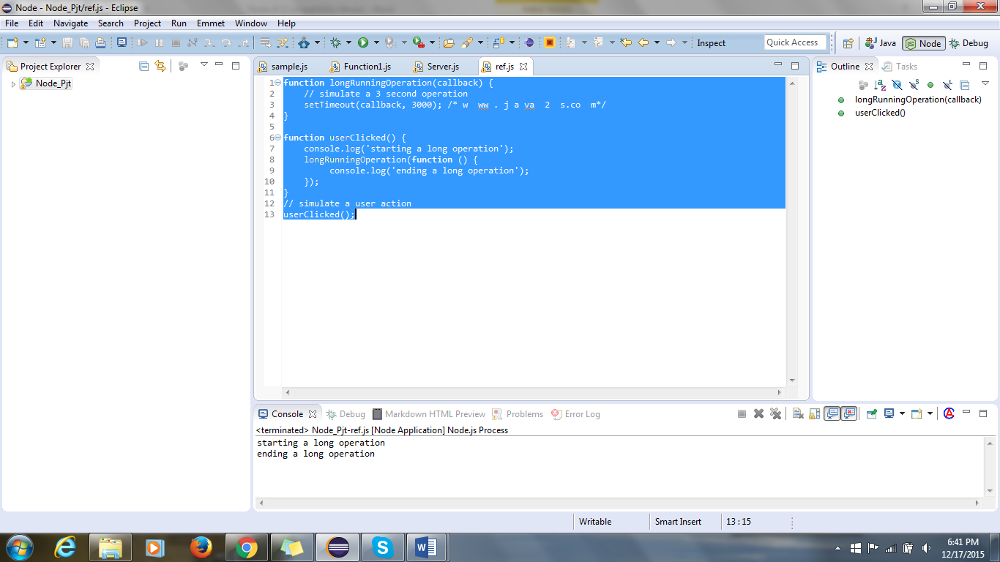 Node - Node_Pjt/ref.js - Eclipse
File Edit Navigate Search Project Run Emmet Window Help
Inspect Quick Access Java Node Debug
Project Explorer
Node_Pjt
sample.js Function1.js Server.js ref.js
1 function longRunningOperation(callback) {
2 // simulate a 3 second operation
3 setTimeout(callback, 3000); /* w  ww . j a va  2  s.co  m*/
4 }
5
6 function userClicked() {
7 console.log('starting a long operation');
8 longRunningOperation(function () {
9 console.log('ending a long operation');
10 });
11 }
12 // simulate a user action
13 userClicked();
Outline Tasks
longRunningOperation(callback)
userClicked()
Console Debug Markdown HTML Preview Problems Error Log
<terminated> Node_Pjt-ref.js [Node Application] Node.js Process
starting a long operation
ending a long operation
Writable Smart Insert 13 : 15
6:41 PM
12/17/2015